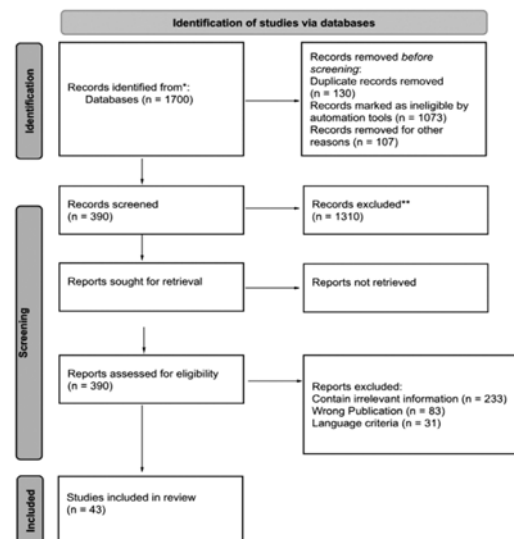 Identification of studies via databases
Identification
Records identified from*:
Databases (n = 1700)
Records removed before
screening:
Duplicate records removed
(n = 130)
Records marked as ineligible by
automation tools (n = 1073)
Records removed for other
reasons (n = 107)
Screening
Records screened
(n = 390)
Records excluded**
(n = 1310)
Reports sought for retrieval
Reports not retrieved
Reports assessed for eligibility
(n = 390)
Reports excluded:
Contain irrelevant information (n = 233)
Wrong Publication (n = 83)
Language criteria (n = 31)
Included
Studies included in review
(n = 43)